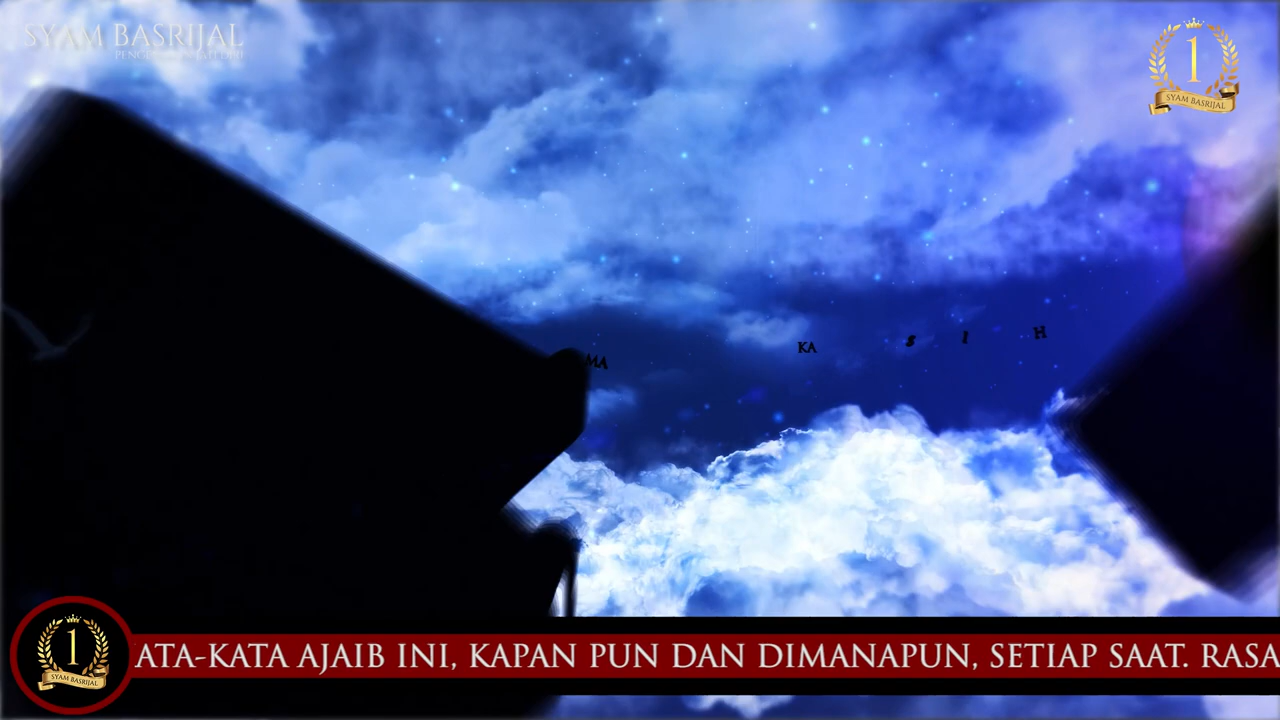 SYAM BASRIJAL
1
SYAM BASRIJAL
MA KA S I H
1
SYAM BASRIJAL
ATA-KATA AJAIB INI, KAPAN PUN DAN DIMANAPUN, SETIAP SAAT. RASA